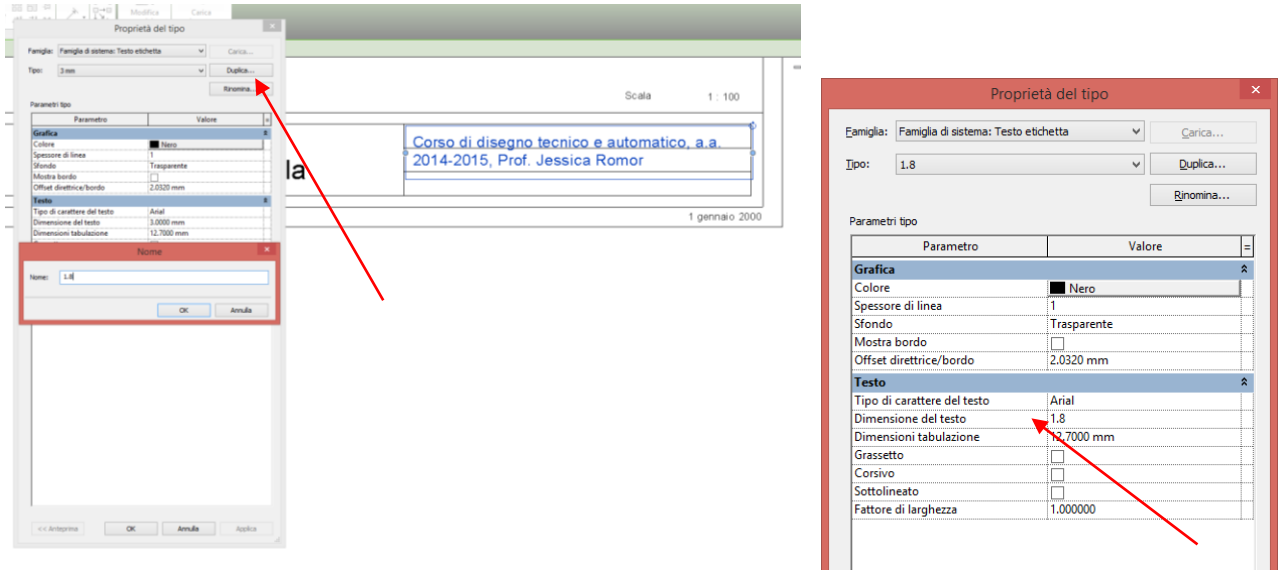 Modifica
Carica
Proprietà del tipo
Famiglia: Famiglia di sistema: Testo etichetta Carica...
Tipo: 3 mm Duplica...
Rinomina...
Parametri tipo
Parametro Valore =
Grafica
Colore Nero
Spessore di linea 1
Sfondo Trasparente
Mostra bordo
Offset direttrice/bordo 2.0320 mm
Testo
Tipo di carattere del testo Arial
Dimensione del testo 3.0000 mm
Dimensioni tabulazione 12.7000 mm
Nome
Nome: 1.8
OK Annulla
<< Anteprima OK Annulla Applica
Scala 1 : 100
la
Corso di disegno tecnico e automatico, a.a.
2014-2015, Prof. Jessica Romor
1 gennaio 2000
Proprietà del tipo
Famiglia: Famiglia di sistema: Testo etichetta Carica...
Tipo: 1.8 Duplica...
Rinomina...
Parametri tipo
Parametro Valore =
Grafica
Colore Nero
Spessore di linea 1
Sfondo Trasparente
Mostra bordo
Offset direttrice/bordo 2.0320 mm
Testo
Tipo di carattere del testo Arial
Dimensione del testo 1.8
Dimensioni tabulazione 12.7000 mm
Grassetto
Corsivo
Sottolineato
Fattore di larghezza 1.000000